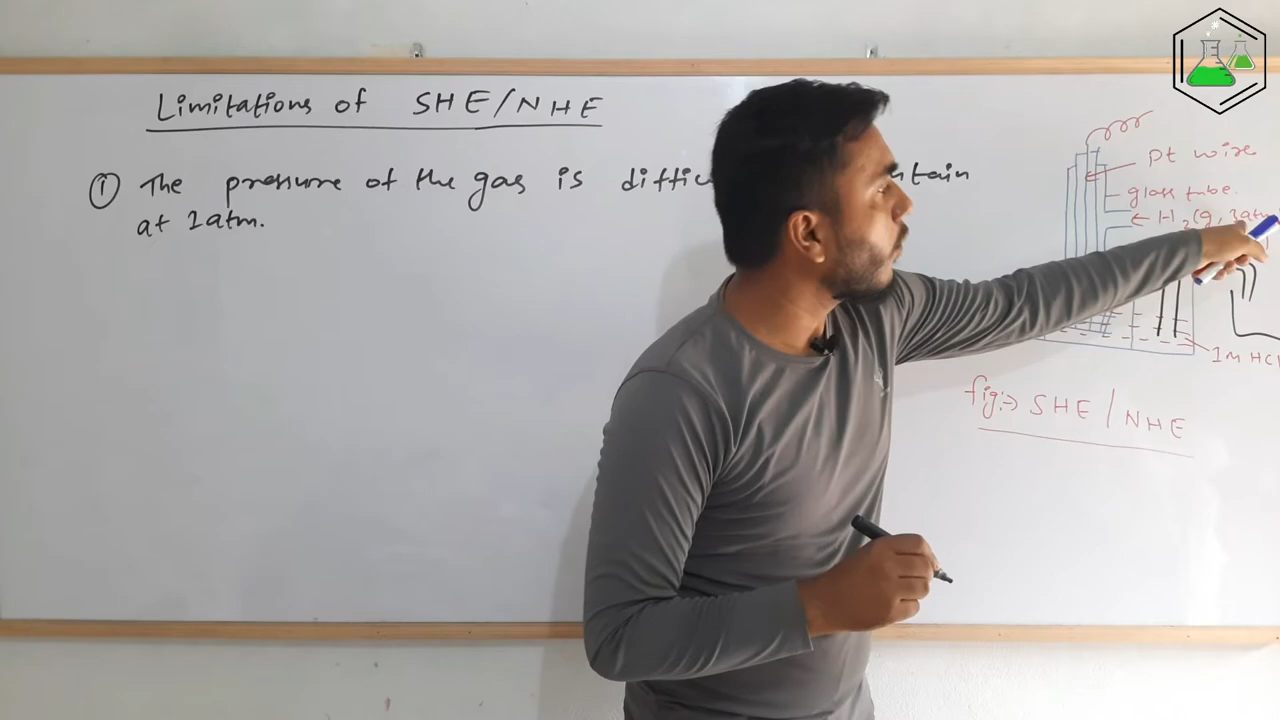 Limitations of SHE/NHE
① The pressure of the gas is
at 1atm.
Pt wire
glass tube.
← H2(g,
1M HCl
fig:→ SHE / NHE